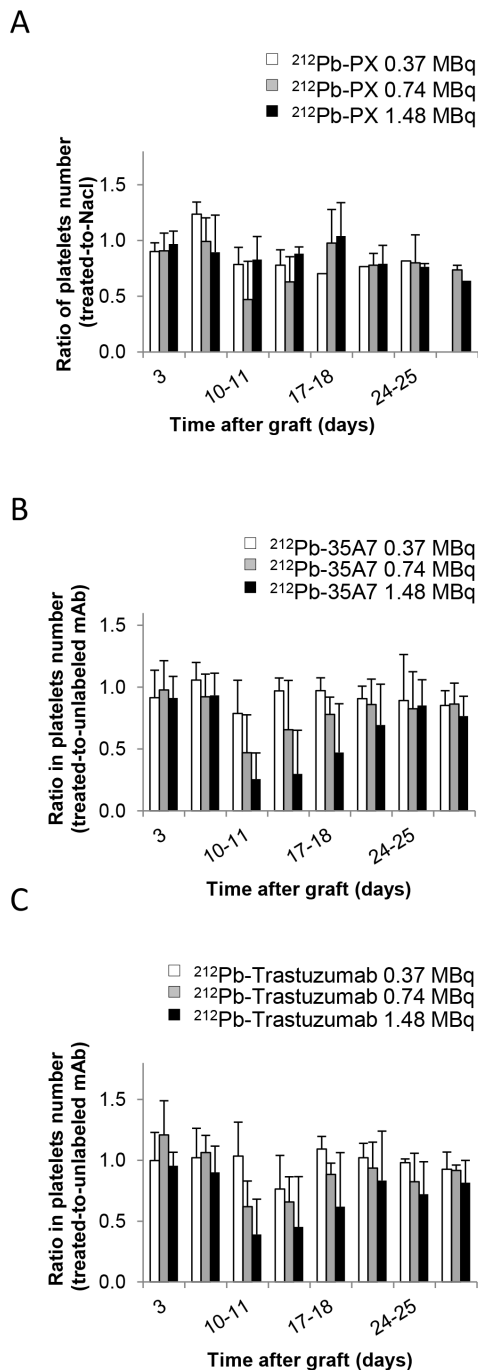 A
²¹²Pb-PX 0.37 MBq
²¹²Pb-PX 0.74 MBq
²¹²Pb-PX 1.48 MBq
Ratio of platelets number
(treated-to-Nacl)
1.5
1.0
0.5
0.0
3
10-11
17-18
24-25
Time after graft (days)
B
²¹²Pb-35A7 0.37 MBq
²¹²Pb-35A7 0.74 MBq
²¹²Pb-35A7 1.48 MBq
Ratio in platelets number
(treated-to-unlabeled mAb)
1.5
1.0
0.5
0.0
3
10-11
17-18
24-25
Time after graft (days)
C
²¹²Pb-Trastuzumab 0.37 MBq
²¹²Pb-Trastuzumab 0.74 MBq
²¹²Pb-Trastuzumab 1.48 MBq
Ratio in platelets number
(treated-to-unlabeled mAb)
1.5
1.0
0.5
0.0
3
10-11
17-18
24-25
Time after graft (days)